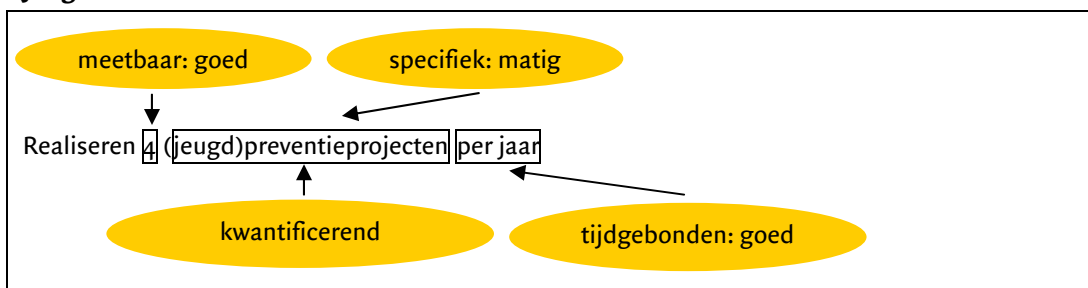 meetbaar: goed
specifiek: matig
Realiseren 4 (jeugd)preventieprojecten per jaar
kwantificerend
tijdgebonden: goed